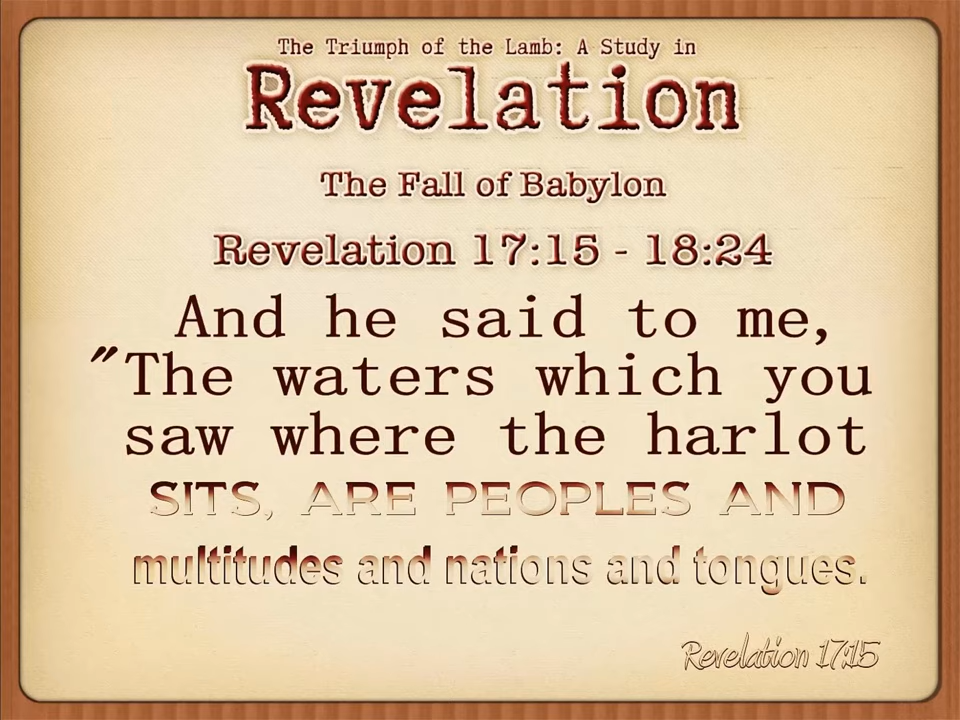 The Triumph of the Lamb: A Study in
Revelation
The Fall of Babylon
Revelation 17:15 - 18:24
And he said to me,
"The waters which you
saw where the harlot
SITS, ARE PEOPLES AND
multitudes and nations and tongues.
Revelation 17:15